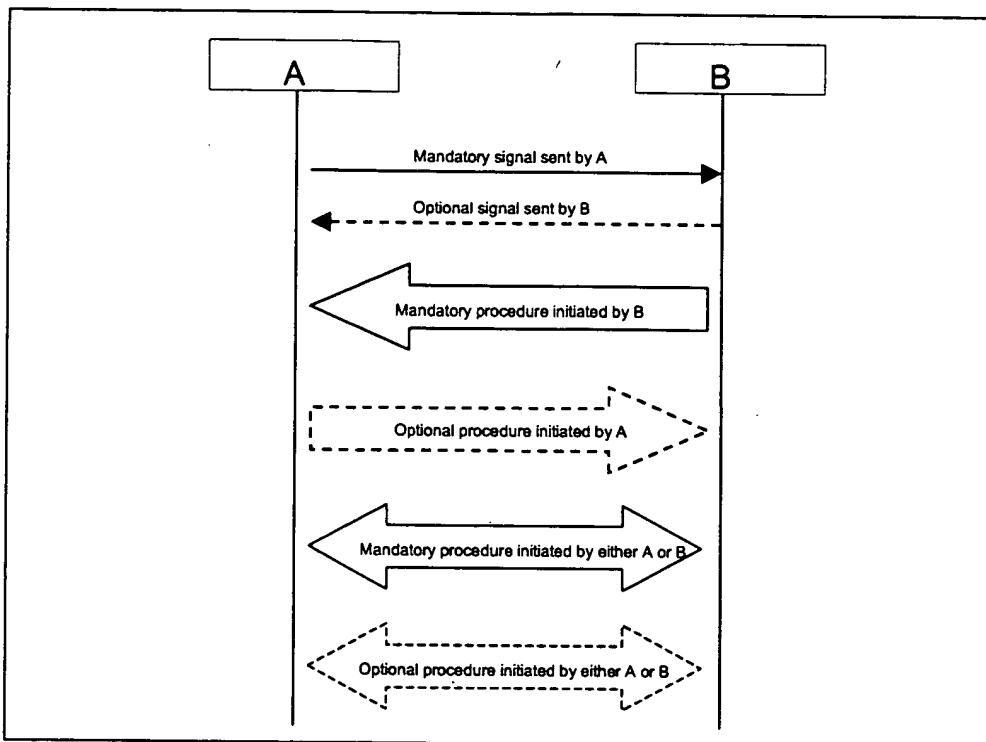 A
B
Mandatory signal sent by A
Optional signal sent by B
Mandatory procedure initiated by B
Optional procedure initiated by A
Mandatory procedure initiated by either A or B
Optional procedure initiated by either A or B